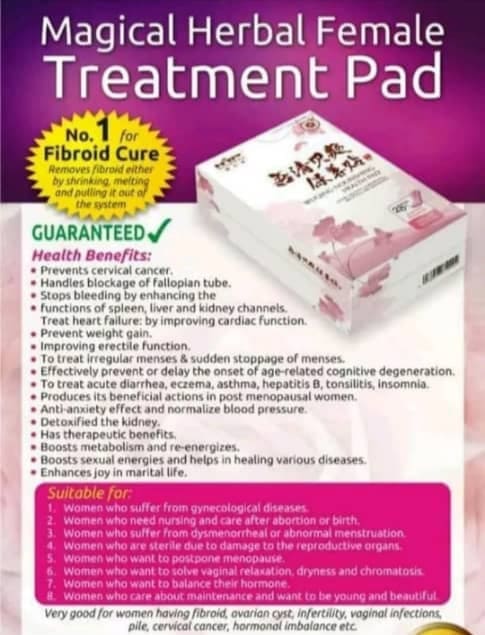 Magical Herbal Female
Treatment Pad
No. 1 for
Fibroid Cure
Removes fibroid either
by shrinking, melting
and pulling it out of
the system
GUARANTEED
Health Benefits:
Prevents cervical cancer.
Handles blockage of fallopian tube.
Stops bleeding by enhancing the
functions of spleen, liver and kidney channels.
Treat heart failure: by improving cardiac function.
Prevent weight gain.
Improving erectile function.
To treat irregular menses & sudden stoppage of menses.
Effectively prevent or delay the onset of age-related cognitive degeneration.
To treat acute diarrhea, eczema, asthma, hepatitis B, tonsilitis, insomnia.
Produces its beneficial actions in post menopausal women.
Anti-anxiety effect and normalize blood pressure.
Detoxified the kidney.
Has therapeutic benefits.
Boosts metabolism and re-energizes.
Boosts sexual energies and helps in healing various diseases.
Enhances joy in marital life.
Suitable for:
1. Women who suffer from gynecological diseases.
2. Women who need nursing and care after abortion or birth.
3. Women who suffer from dysmenorrheal or abnormal menstruation.
4. Women who are sterile due to damage to the reproductive organs.
5. Women who want to postpone menopause.
6. Women who want to solve vaginal relaxation, dryness and chromatosis.
7. Women who want to balance their hormone.
8. Women who care about maintenance and want to be young and beautiful.
Very good for women having fibroid, ovarian cyst, infertility, vaginal infections,
pile, cervical cancer, hormonal imbalance etc.